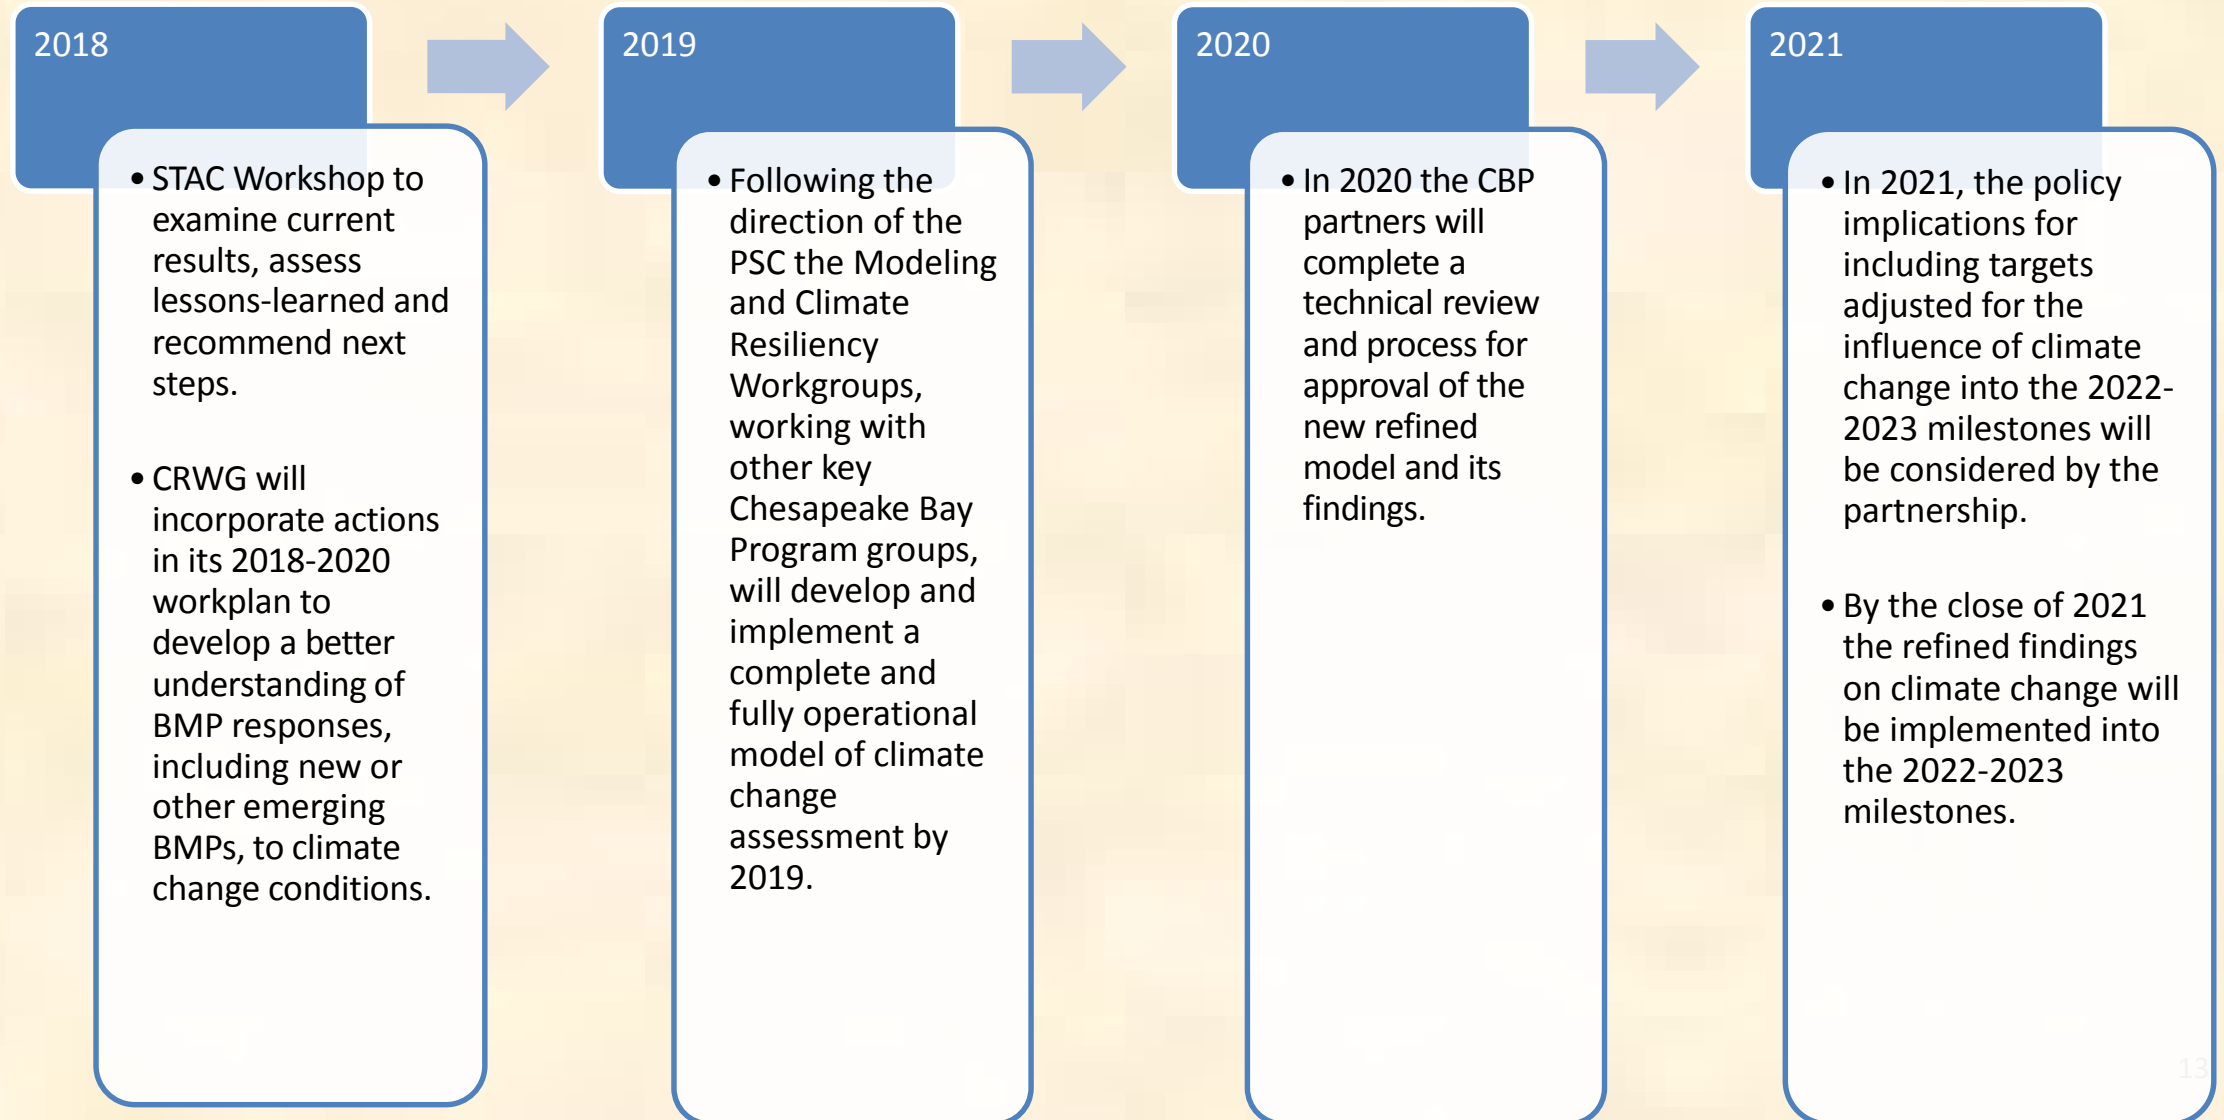 2018
• STAC Workshop to
examine current
results, assess
lessons-learned and
recommend next
steps.
• CRWG will
incorporate actions
in its 2018-2020
workplan to
develop a better
understanding of
BMP responses,
including new or
other emerging
BMPs, to climate
change conditions.
2019
• Following the
direction of the
PSC the Modeling
and Climate
Resiliency
Workgroups,
working with
other key
Chesapeake Bay
Program groups,
will develop and
implement a
complete and
fully operational
model of climate
change
assessment by
2019.
2020
• In 2020 the CBP
partners will
complete a
technical review
and process for
approval of the
new refined
model and its
findings.
2021
• In 2021, the policy
implications for
including targets
adjusted for the
influence of climate
change into the 2022-
2023 milestones will
be considered by the
partnership.
• By the close of 2021
the refined findings
on climate change will
be implemented into
the 2022-2023
milestones.
13